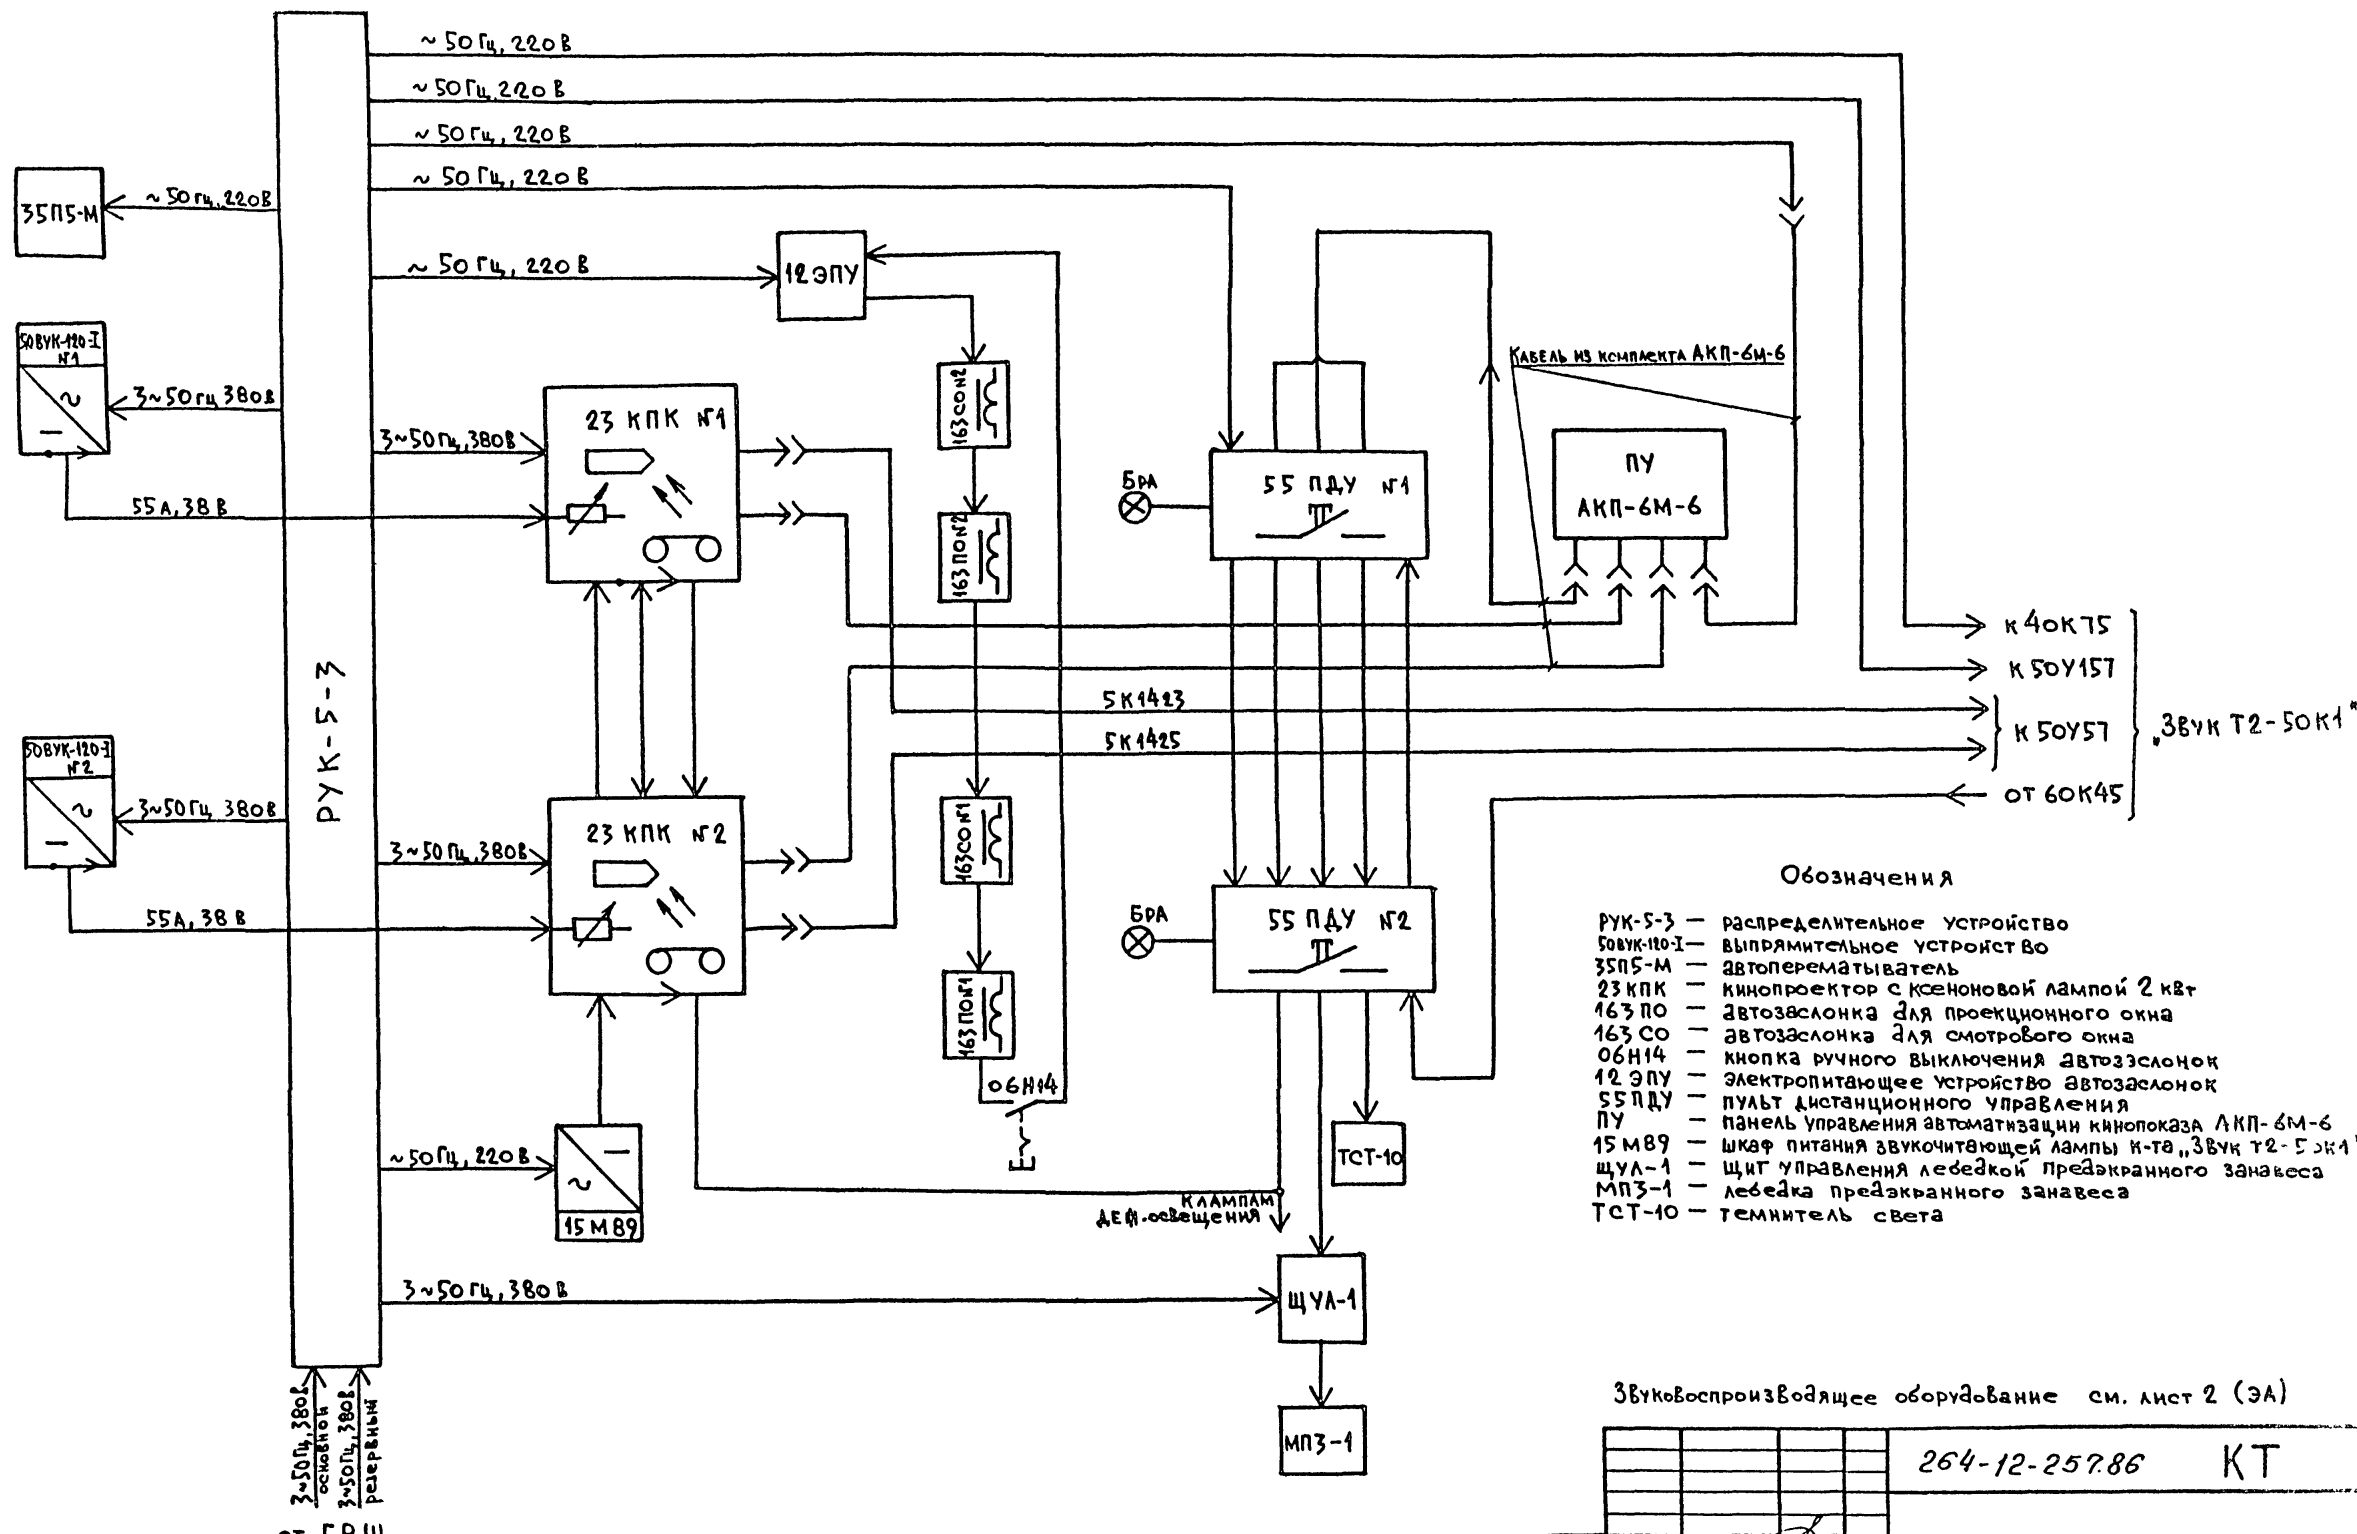 ~ 50 Гц, 220 В
~ 50 Гц, 220 В
~ 50 Гц, 220 В
~ 50 Гц, 220 В
~ 50 Гц, 220 В
35П5-М
~ 50 Гц, 220 В
12 ЭПУ
50ВУК-120-I
№1
3~50 Гц 380 В
55 А, 38 В
3~50 Гц, 380 В
23 КПК №1
163 СО №2
163 ПО №2
БРА
55 ПДУ №1
Кабель из комплекта АКП-6М-6
ПУ
АКП-6М-6
РУК-5-3
к 40К75
к 50У157
5К1423
5К1425
к 50У57
от 60К45
„Звук Т2-50К1"
50ВУК-120-I
№2
3~50 Гц, 380 В
55 А, 38 В
3~50 Гц, 380 В
23 КПК №2
163 СО №1
163 ПО №1
06Н14
БРА
55 ПДУ №2
~50 Гц, 220 В
15 М 89
К лампам
деж. освещения
ТСТ-10
3~50 Гц, 380 В
ЩУЛ-1
МПЗ-1
3~50 Гц, 380 В
основной
3~50 Гц, 380 В
резервный
от ГРЩ
Обозначения
РУК-5-3 — распределительное устройство
50ВУК-120-I — выпрямительное устройство
35П5-М — автоперематыватель
23 КПК — кинопроектор с ксеноновой лампой 2 кВт
163 ПО — автозаслонка для проекционного окна
163 СО — автозаслонка для смотрового окна
06Н14 — кнопка ручного выключения автозаслонок
12 ЭПУ — электропитающее устройство автозаслонок
55 ПДУ — пульт дистанционного управления
ПУ — панель управления автоматизации кинопоказа АКП-6М-6
15 М89 — шкаф питания звукочитающей лампы к-та „Звук Т2-50К1"
ЩУЛ-1 — щит управления лебедкой предэкранного занавеса
МПЗ-1 — лебедка предэкранного занавеса
ТСТ-10 — темнитель света
Звуковоспроизводящее оборудование см. лист 2 (ЭА)
264-12-257.86 КТ